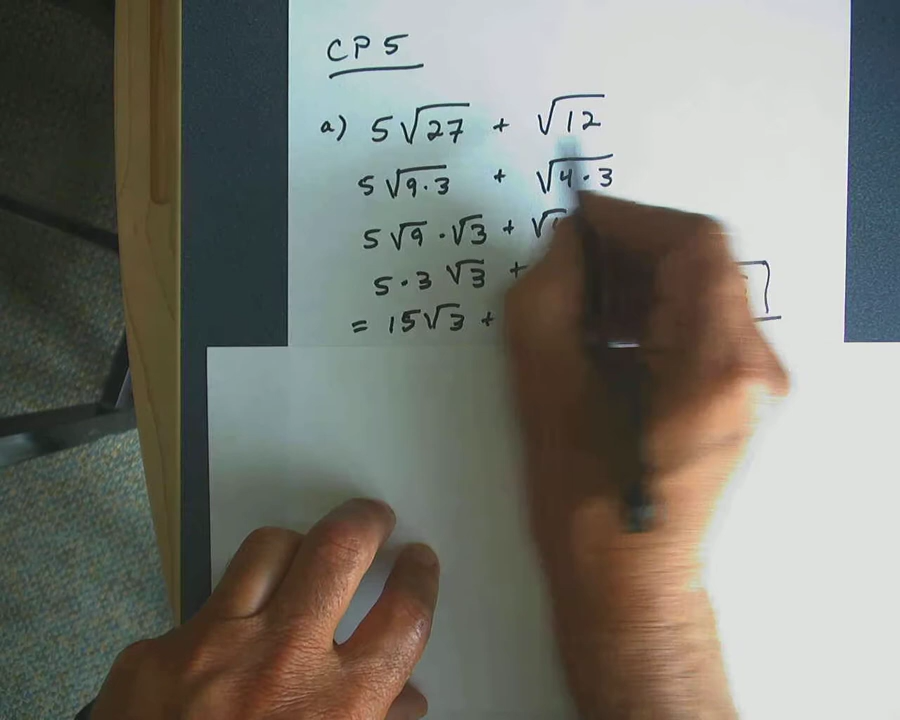 CP5
a) 5√27 + √12
5√9·3 + √4·3
5√9 · √3 + √
5·3 √3 +
= 15√3 +